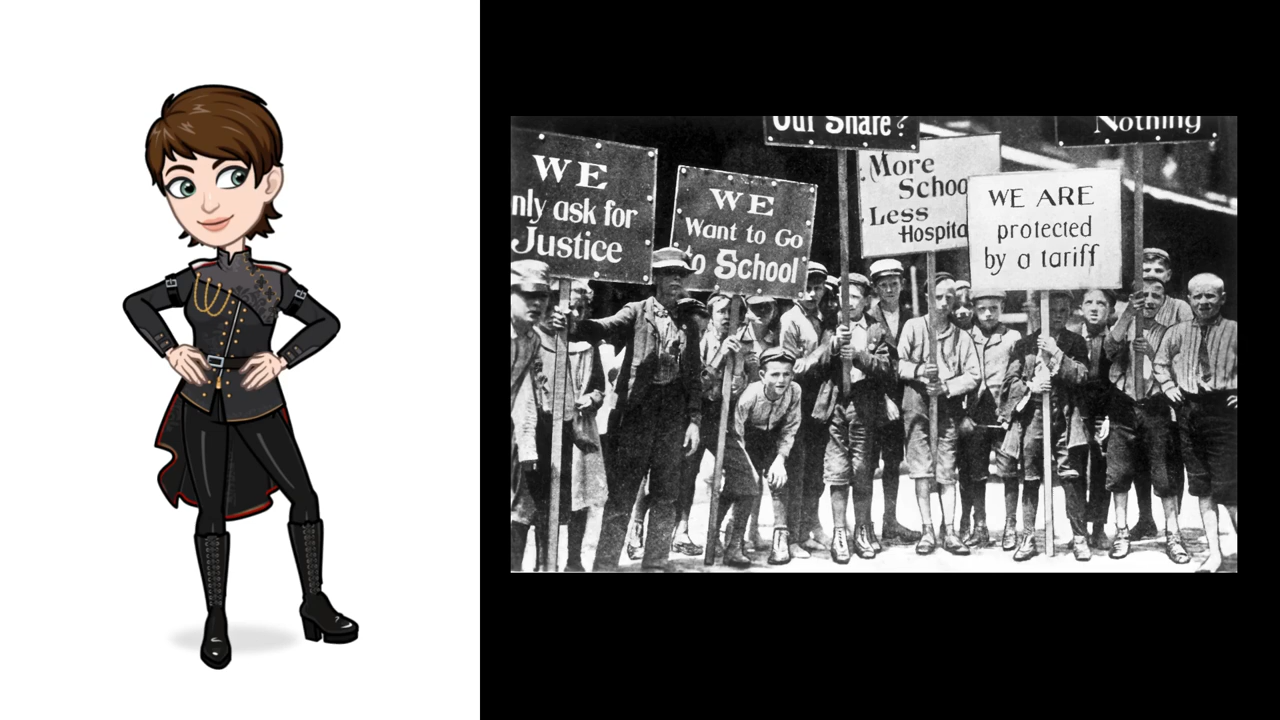 WE
nly ask for
Justice
WE
Want to Go
to School
Our Share?
More
Schoo
Less
Hospita
WE ARE
protected
by a tariff
Nothing